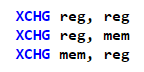 XCHG reg, reg
XCHG reg, mem
XCHG mem, reg